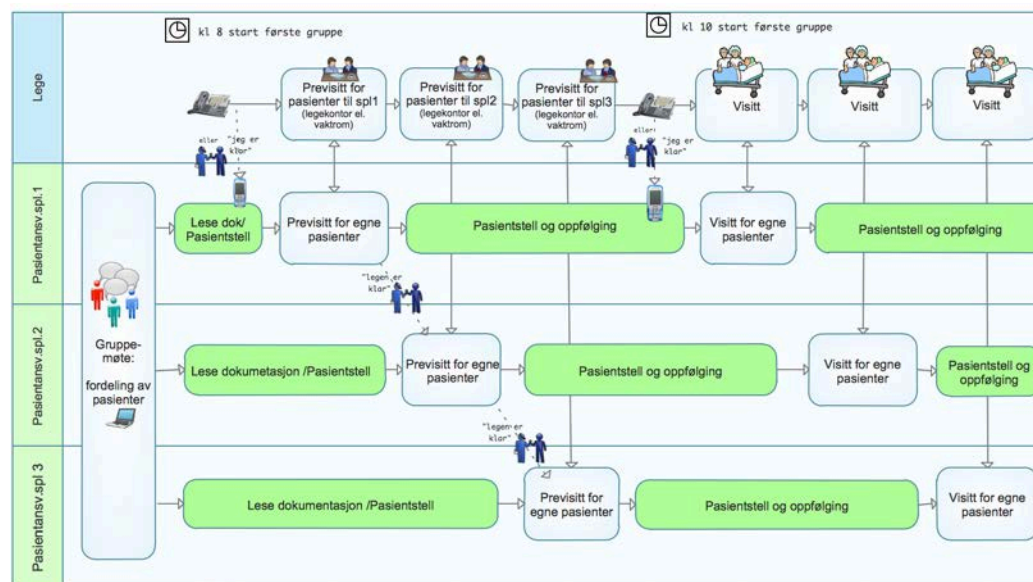 kl 8 start første gruppe
kl 10 start første gruppe
Lege
Previsitt for
pasienter til spl1
(legekontor el.
vaktrom)
Previsitt for
pasienter til spl2
(legekontor el.
vaktrom)
Previsitt for
pasienter til spl3
(legekontor el.
vaktrom)
Visitt
Visitt
Visitt
eller
"jeg er
klar"
eller
"jeg er
klar"
Pasientansv.spl.1
Lese dok/
Pasientstell
Previsitt for egne
pasienter
Pasientstell og oppfølging
Visitt for egne
pasienter
Pasientstell og oppfølging
"legen er
klar"
Gruppe-
møte:
fordeling av
pasienter
Pasientansv.spl.2
Lese dokumetasjon /Pasientstell
Previsitt for egne
pasienter
Pasientstell og oppfølging
Visitt for egne
pasienter
Pasientstell og
oppfølging
"legen er
klar"
Pasientansv.spl 3
Lese dokumentasjon /Pasientstell
Previsitt for
egne pasienter
Pasientstell og oppfølging
Visitt for egne
pasienter